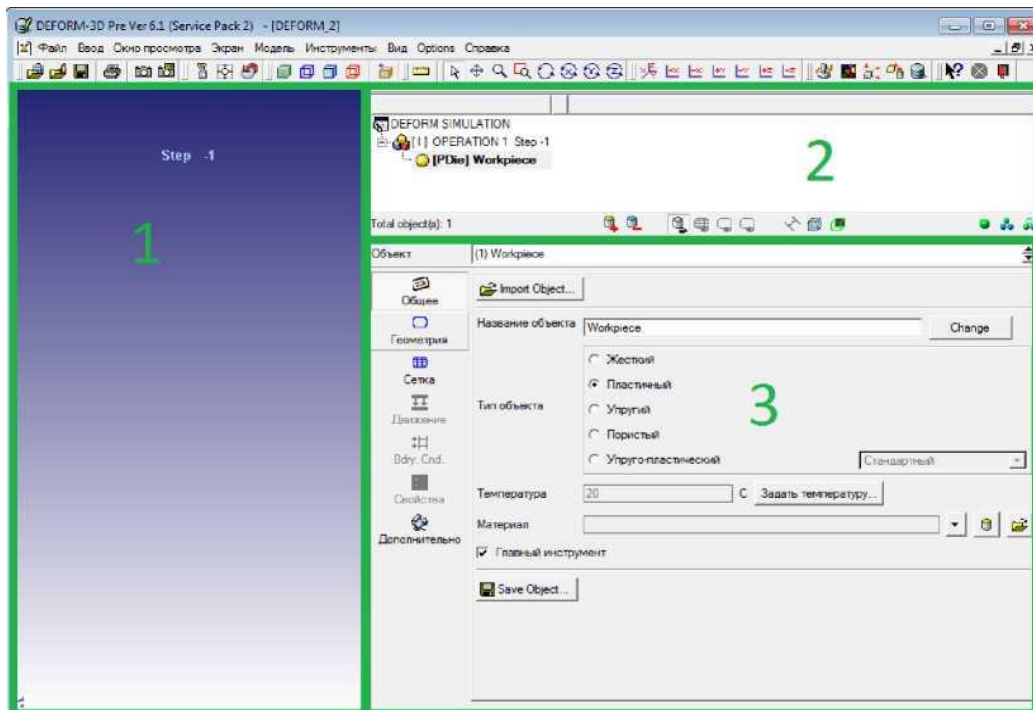 DEFORM-3D Pre Ver 6.1 (Service Pack 2) - [DEFORM_2]
Файл Ввод Окно просмотра Экран Модель Инструменты Вид Options Справка
Step -1
1
DEFORM SIMULATION
[1] OPERATION 1 Step -1
[PDie] Workpiece
2
Total object(s): 1
Объект (1) Workpiece
Общее
Геометрия
Сетка
Движение
Bdry. Cnd.
Свойства
Дополнительно
Import Object...
Название объекта Workpiece Change
Тип объекта
Жесткий
Пластичный
Упругий
Пористый
Упруго-пластический Стандартный
3
Температура 20 C Задать температуру...
Материал
Главный инструмент
Save Object...